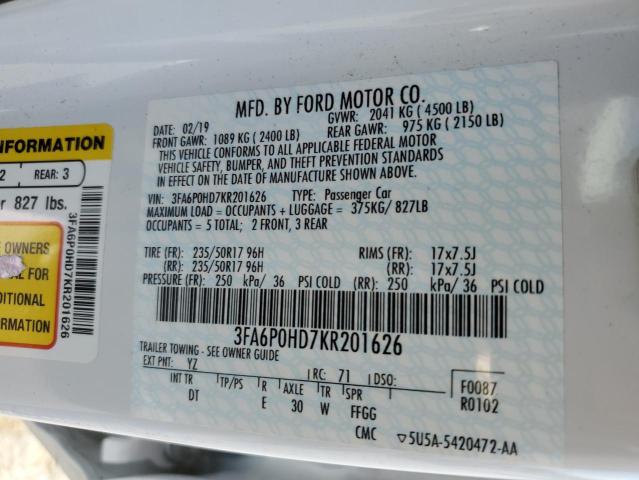 MFD. BY FORD MOTOR CO.
DATE: 02/19
GVWR: 2041 KG ( 4500 LB)
FRONT GAWR: 1089 KG ( 2400 LB)
REAR GAWR: 975 KG ( 2150 LB)
THIS VEHICLE CONFORMS TO ALL APPLICABLE FEDERAL MOTOR
VEHICLE SAFETY, BUMPER, AND THEFT PREVENTION STANDARDS
IN EFFECT ON THE DATE OF MANUFACTURE SHOWN ABOVE.
VIN: 3FA6P0HD7KR201626 TYPE: Passenger Car
MAXIMUM LOAD = OCCUPANTS + LUGGAGE = 375KG/ 827LB
OCCUPANTS = 5 TOTAL; 2 FRONT, 3 REAR
TIRE (FR): 235/50R17 96H RIMS (FR): 17x7.5J
(RR): 235/50R17 96H (RR): 17x7.5J
PRESSURE (FR): 250 kPa/ 36 PSI COLD (RR): 250 kPa/ 36 PSI COLD
3FA6P0HD7KR201626
TRAILER TOWING - SEE OWNER GUIDE
EXT PNT: YZ RC: 71 DSO:
INT TR TP/PS R AXLE TR SPR
DT E 30 W FFGG
F0087
R0102
CMC ▽5U5A-5420472-AA
INFORMATION
2 REAR: 3
827 lbs.
OWNERS
FOR
DITIONAL
RMATION
3FA6P0HD7KR201626